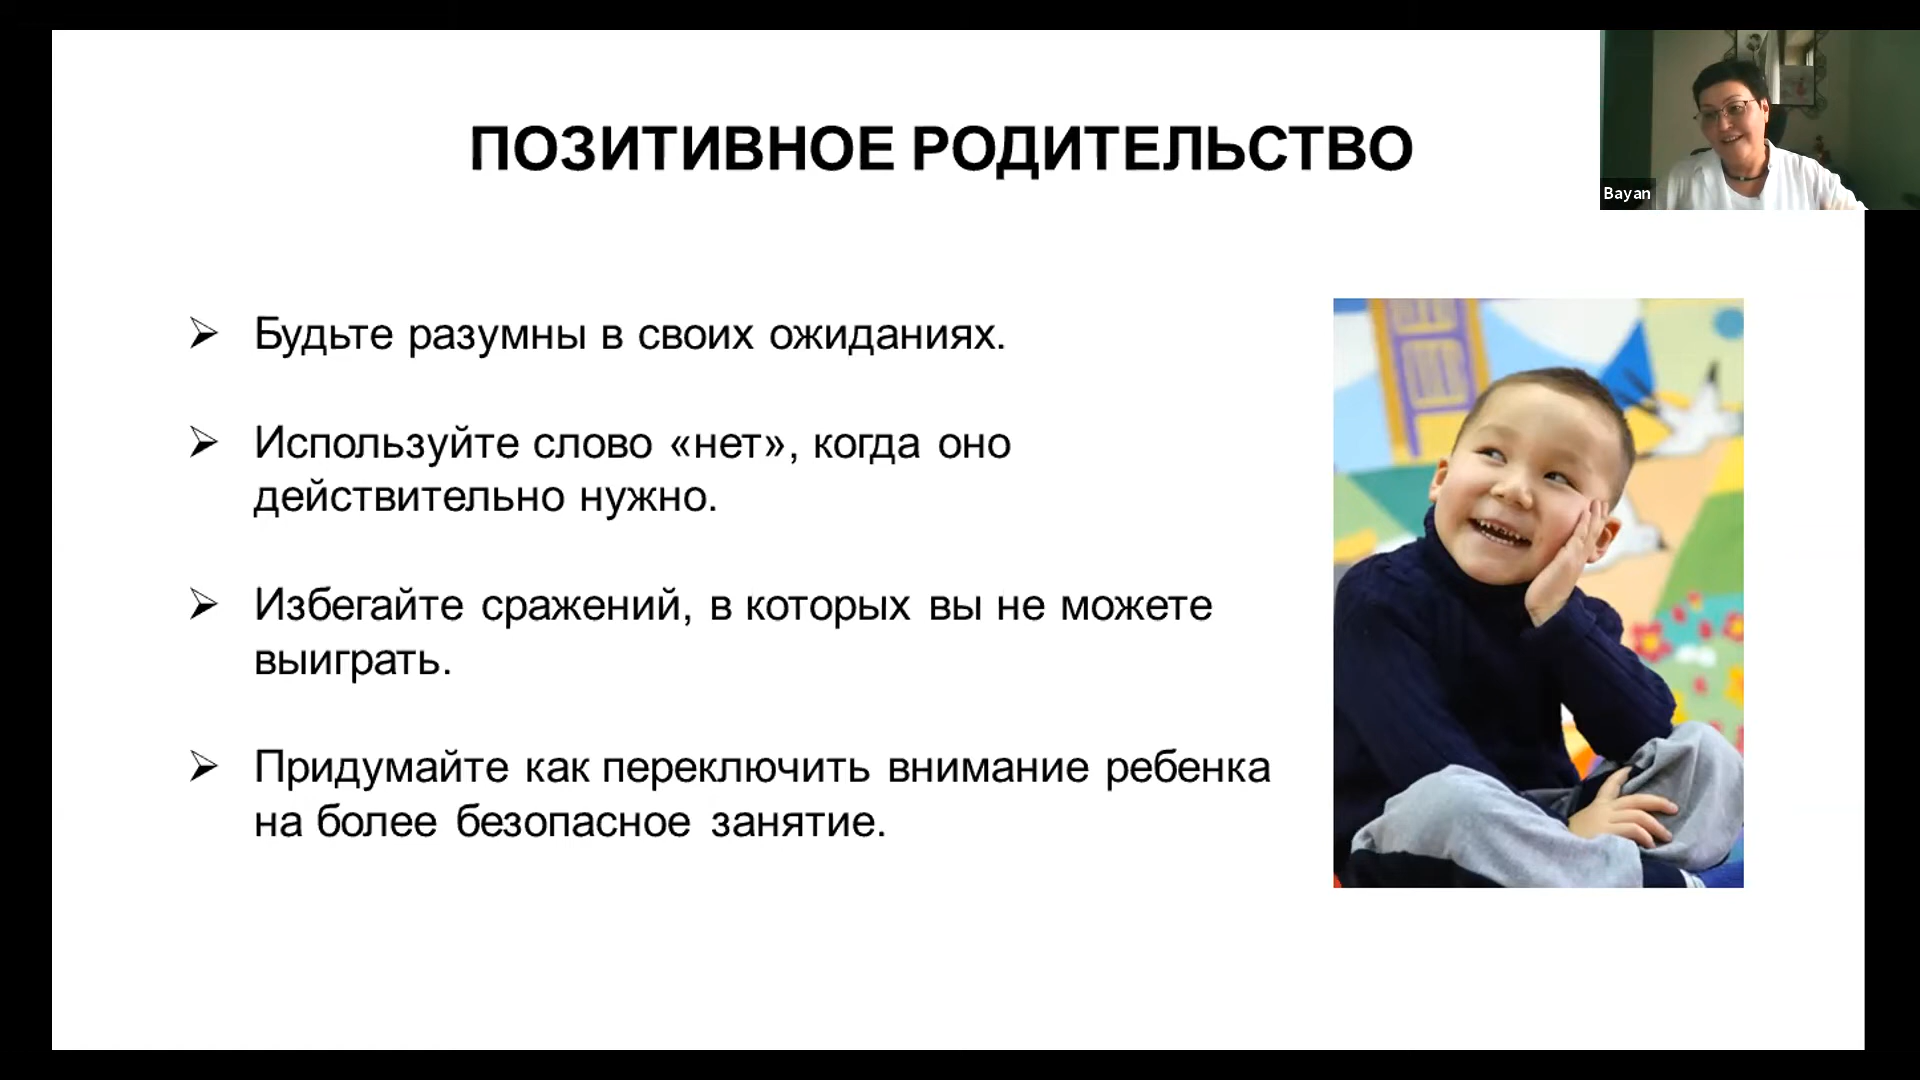 ПОЗИТИВНОЕ РОДИТЕЛЬСТВО
Bayan
➢ Будьте разумны в своих ожиданиях.
➢ Используйте слово «нет», когда оно
действительно нужно.
➢ Избегайте сражений, в которых вы не можете
выиграть.
➢ Придумайте как переключить внимание ребенка
на более безопасное занятие.